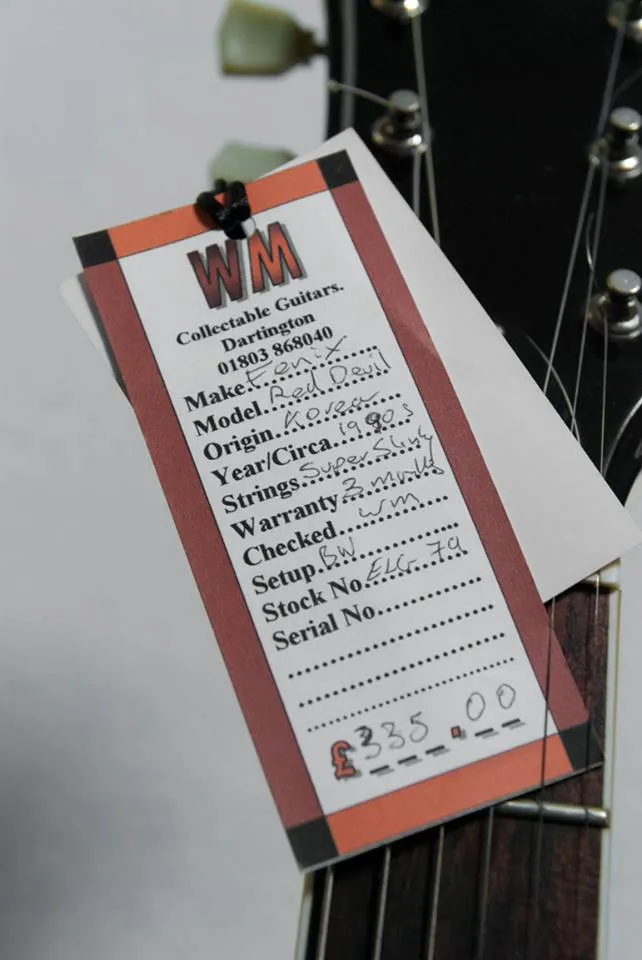 WM
Collectable Guitars.
Dartington
01803 868040
Make Fenix
Model Red Devil
Origin Korea
Year/Circa 1990s
Strings Super Slinky
Warranty 3 months
Checked WM
Setup BW
Stock No ELG 79
Serial No
£335.00